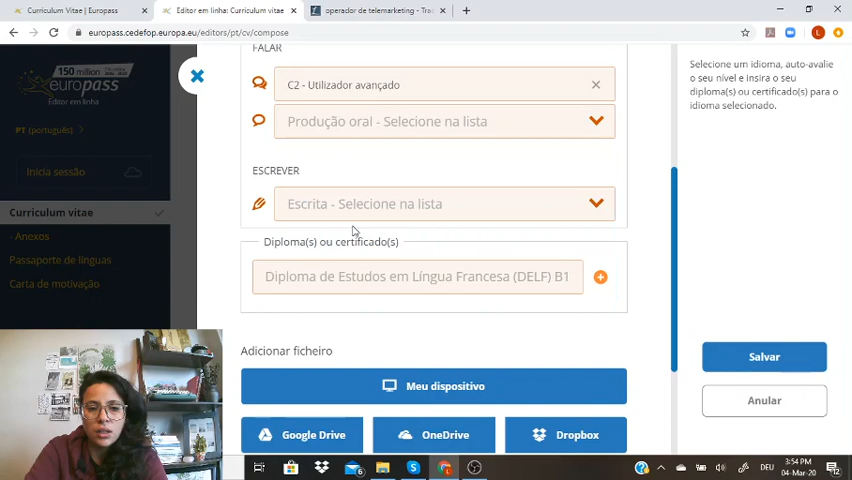 Curriculum Vitae | Europass
Editor em linha: Curriculum vitae
operador de telemarketing - Tra
europass.cedefop.europa.eu/editors/pt/cv/compose
150 million
europass
Editor em linha
PT (português)
Inicia sessão
Curriculum vitae
- Anexos
Passaporte de línguas
Carta de motivação
FALAR
C2 - Utilizador avançado
Produção oral - Selecione na lista
ESCREVER
Escrita - Selecione na lista
Diploma(s) ou certificado(s)
Diploma de Estudos em Língua Francesa (DELF) B1
Adicionar ficheiro
Meu dispositivo
Google Drive
OneDrive
Dropbox
Selecione um idioma, auto-avalie
o seu nível e insira o seu
diploma(s) ou certificado(s) para o
idioma selecionado.
Salvar
Anular
DEU
3:54 PM
04-Mar-20